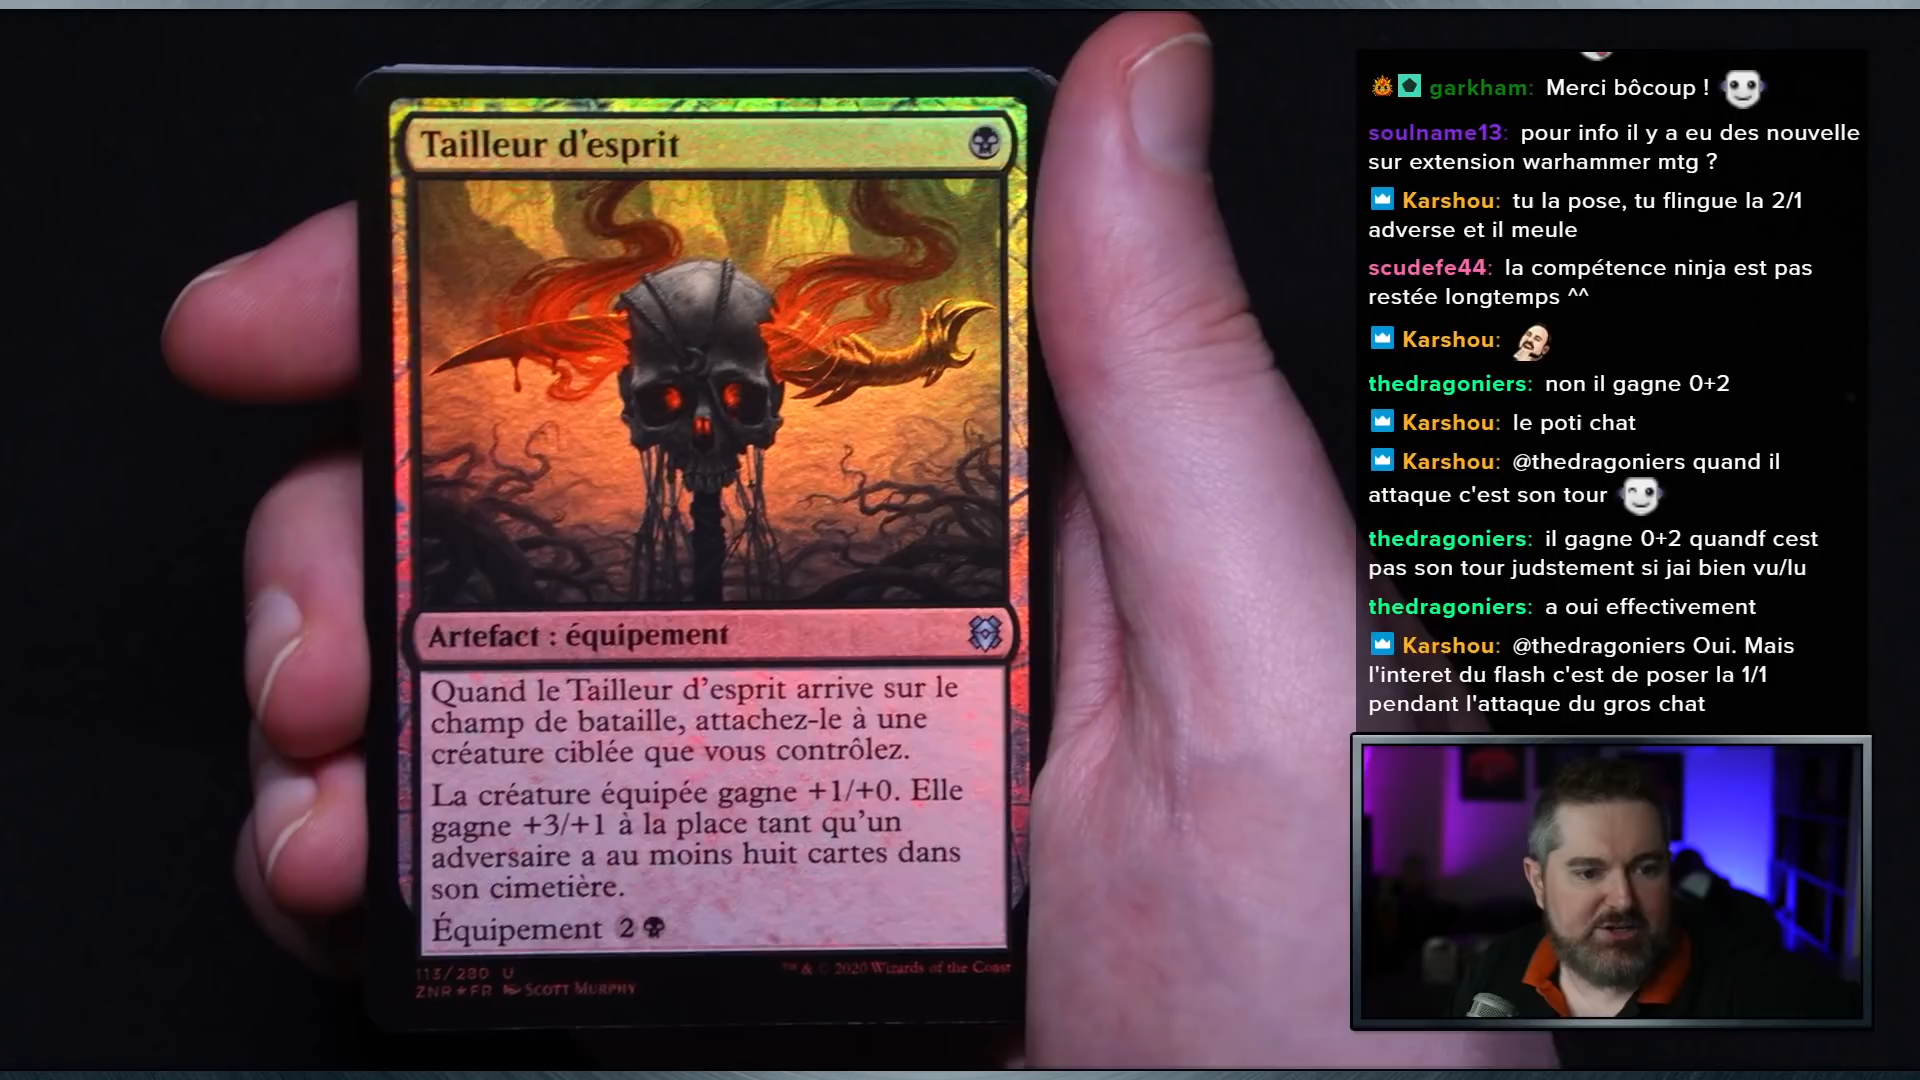 Tailleur d'esprit
Artefact : équipement
Quand le Tailleur d'esprit arrive sur le
champ de bataille, attachez-le à une
créature ciblée que vous contrôlez.
La créature équipée gagne +1/+0. Elle
gagne +3/+1 à la place tant qu'un
adversaire a au moins huit cartes dans
son cimetière.
Équipement 2
113/280 U
ZNR★FR SCOTT MURPHY
™ & © 2020 Wizards of the Coast
garkham: Merci bôcoup !
soulname13: pour info il y a eu des nouvelle
sur extension warhammer mtg ?
Karshou: tu la pose, tu flingue la 2/1
adverse et il meule
scudefe44: la compétence ninja est pas
restée longtemps ^^
Karshou:
thedragoniers: non il gagne 0+2
Karshou: le poti chat
Karshou: @thedragoniers quand il
attaque c'est son tour
thedragoniers: il gagne 0+2 quandf cest
pas son tour judstement si jai bien vu/lu
thedragoniers: a oui effectivement
Karshou: @thedragoniers Oui. Mais
l'interet du flash c'est de poser la 1/1
pendant l'attaque du gros chat